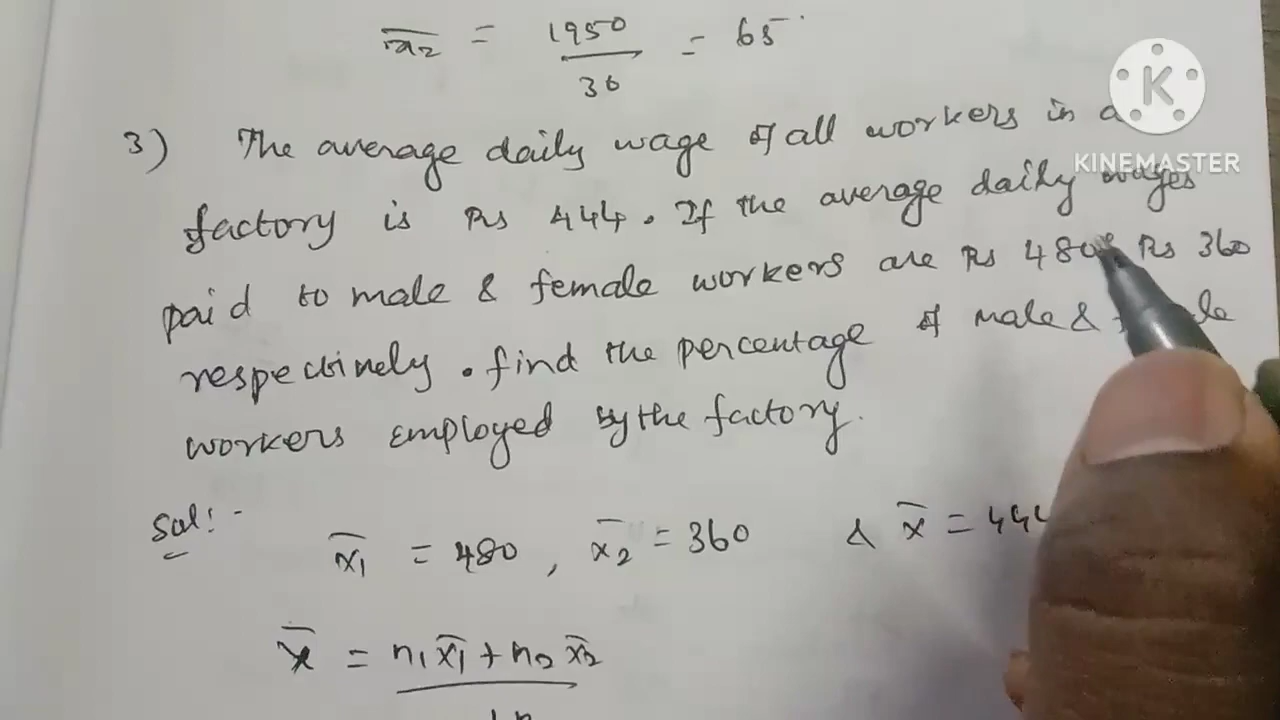 x̄₂ = 1950 / 30 = 65
3) The average daily wage of all workers in a
KINEMASTER
factory is Rs 444. If the average daily wages
paid to male & female workers are Rs 480 & Rs 360
respectively. find the percentage of male &
workers employed by the factory.
Sol:-
x̄₁ = 480, x̄₂ = 360 & x̄ = 444
x̄ = n₁x̄₁ + n₂x̄₂